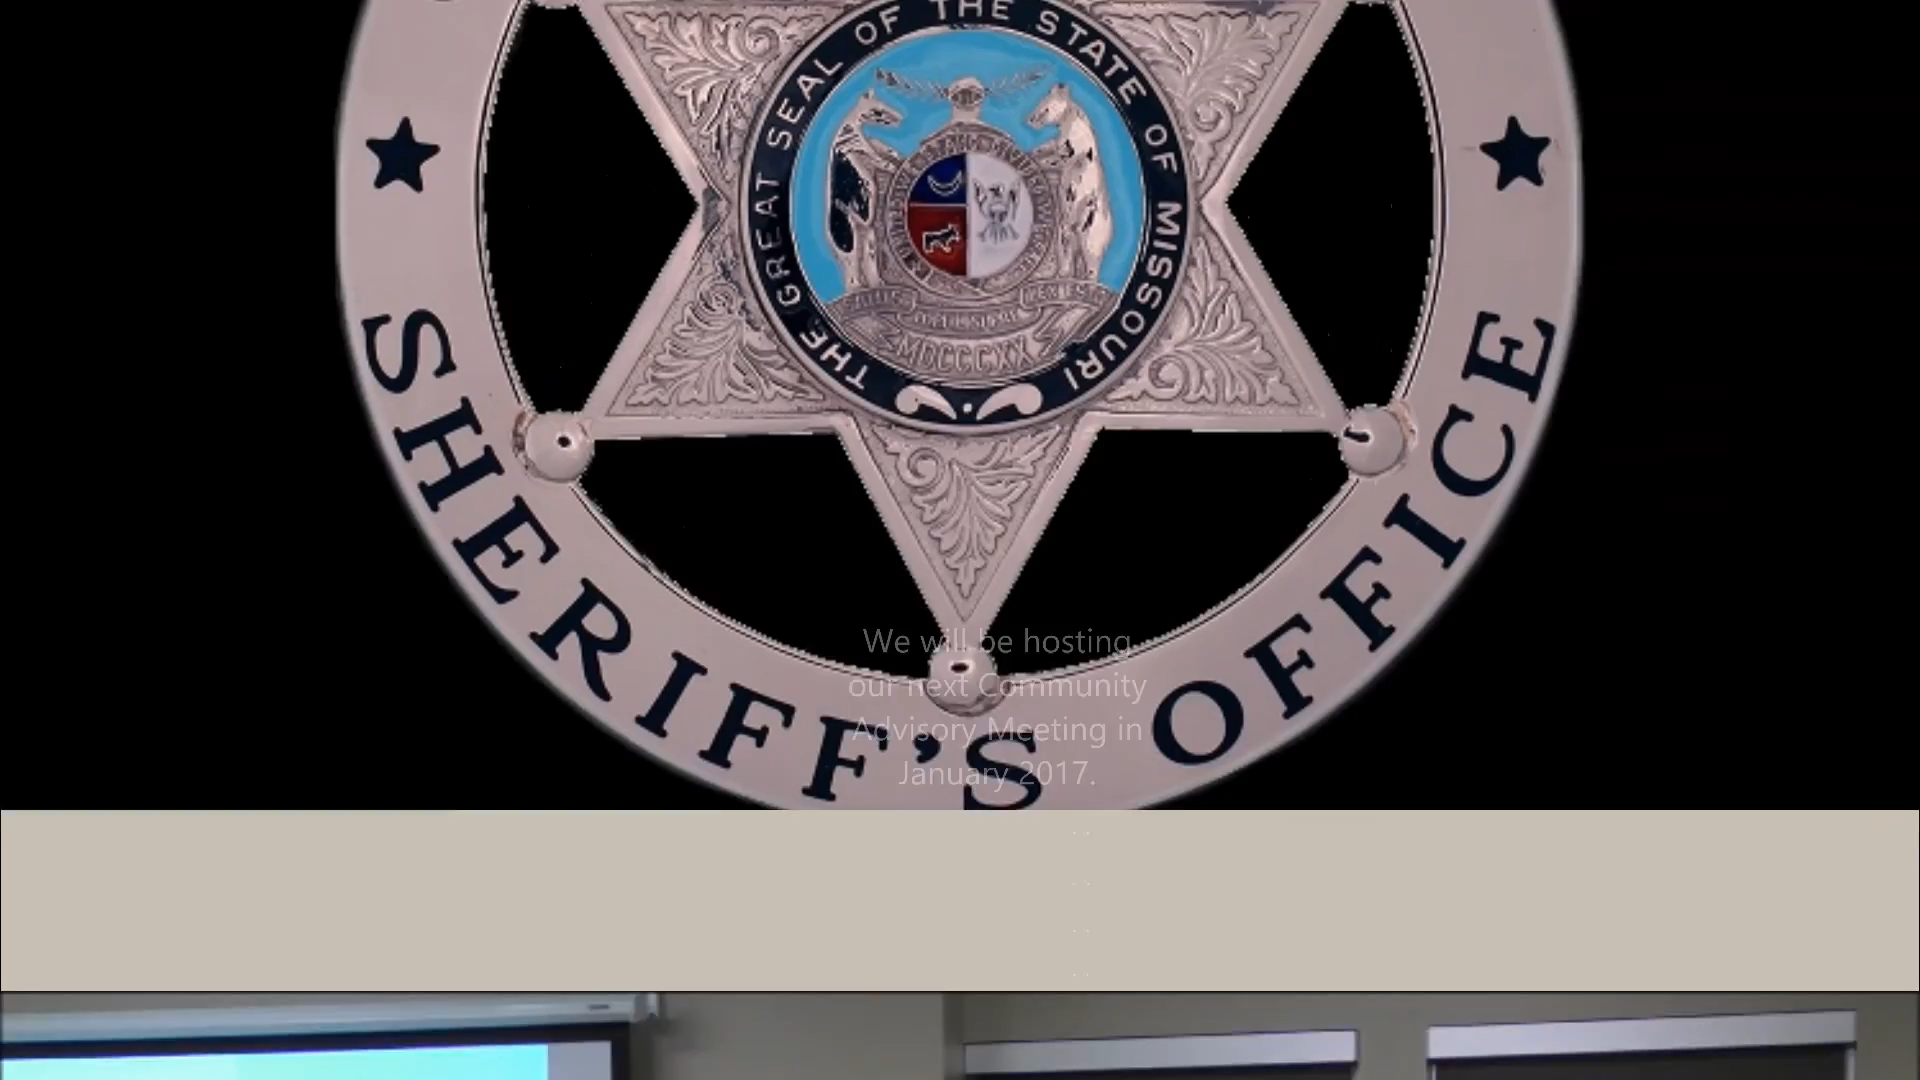 THE GREAT SEAL OF THE STATE OF MISSOURI
MDCCCXX
SHERIFF'S OFFICE
We will be hosting
our next Community
Advisory Meeting in
January 2017.